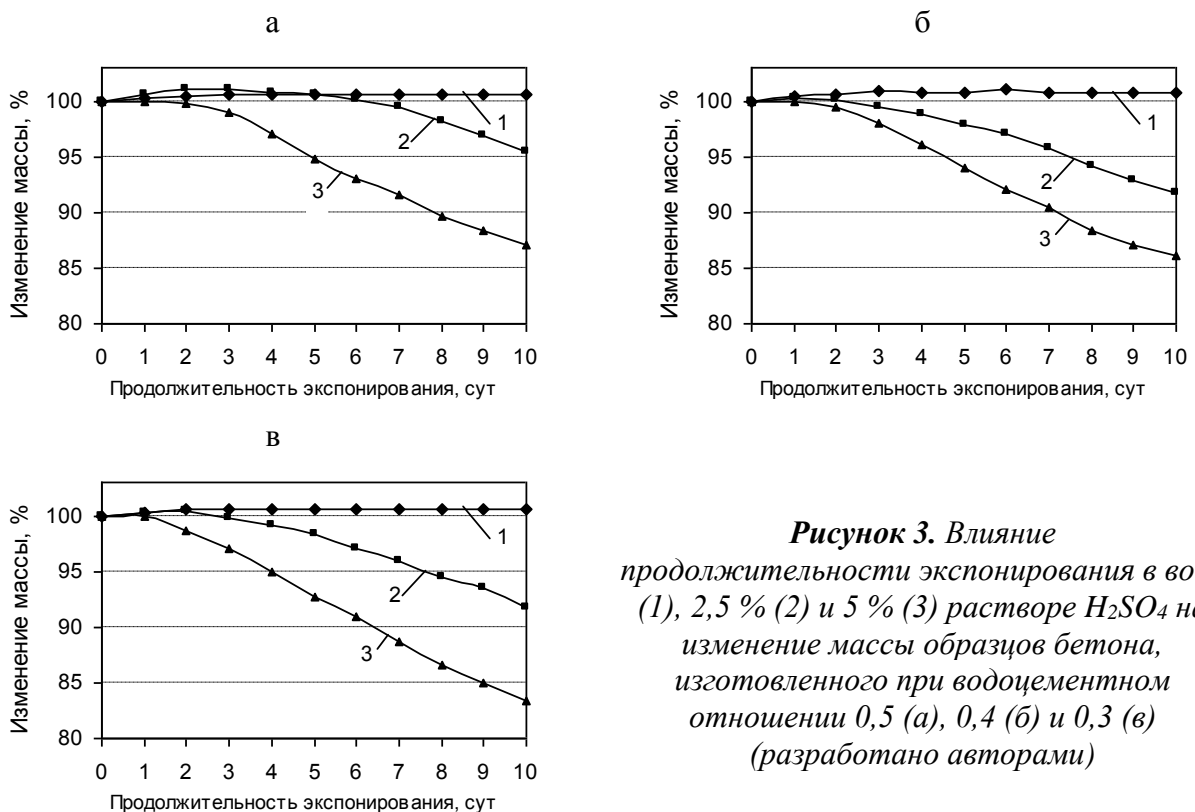 а
Изменение массы, %
100
95
90
85
80
1
2
3
0 1 2 3 4 5 6 7 8 9 10
Продолжительность экспонирования, сут
б
Изменение массы, %
100
95
90
85
80
1
2
3
0 1 2 3 4 5 6 7 8 9 10
Продолжительность экспонирования, сут
в
Изменение массы, %
100
95
90
85
80
1
2
3
0 1 2 3 4 5 6 7 8 9 10
Продолжительность экспонирования, сут
Рисунок 3. Влияние
продолжительности экспонирования в
(1), 2,5 % (2) и 5 % (3) растворе H₂SO₄
изменение массы образцов бетона,
изготовленного при водоцементном
отношении 0,5 (а), 0,4 (б) и 0,3 (в)
(разработано авторами)